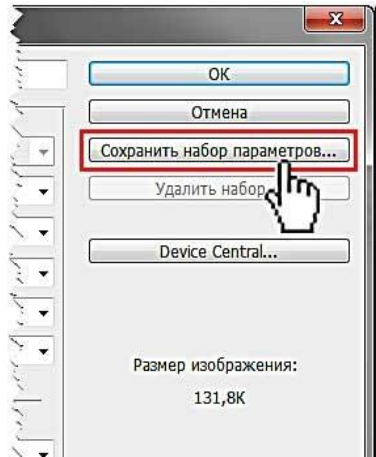 OK
Отмена
Сохранить набор параметров...
Удалить набор
Device Central...
Размер изображения:
131,8K